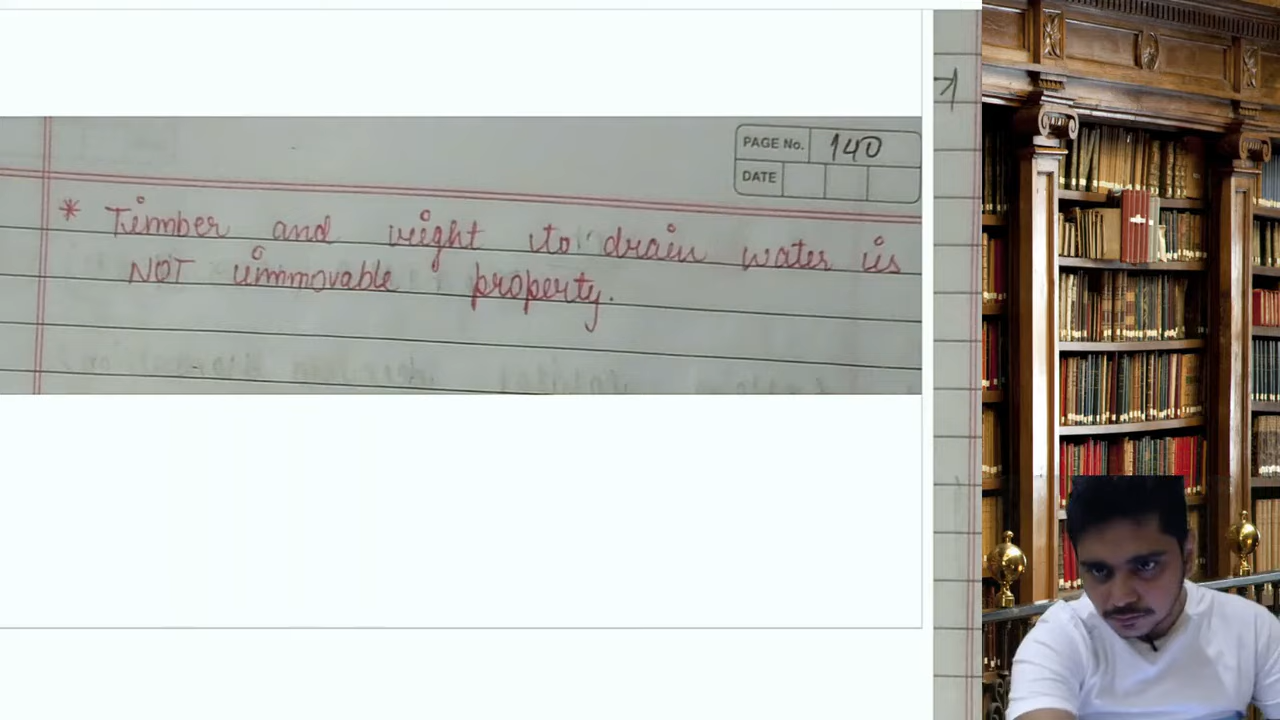 PAGE No. 140
DATE
* Timber and right to drain water is
NOT immovable property.